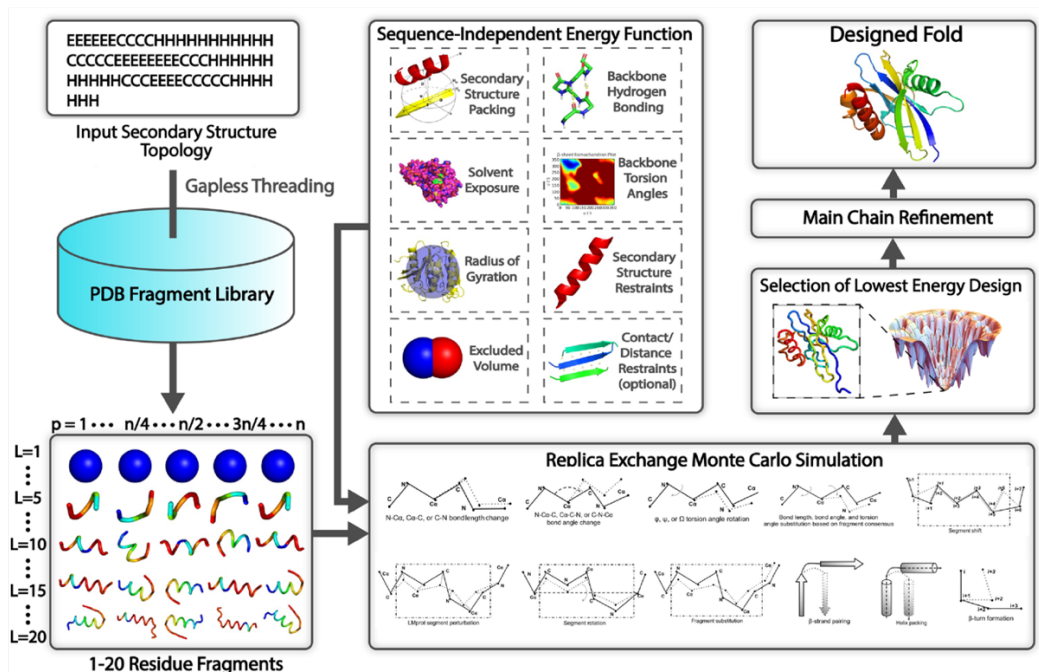 EEEEEECCCCHHHHHHHHHHH
CCCCCEEEEEEEECCCHHHHHH
HHHHHCCCEEEECCCCCHHHH
HHH
Input Secondary Structure
Topology
Gapless Threading
PDB Fragment Library
p = 1 •••• n/4 •••• n/2 ••• 3n/4 ••• n
L=1
L=5
L=10
L=15
L=20
1-20 Residue Fragments
Sequence-Independent Energy Function
Secondary
Structure
Packing
Backbone
Hydrogen
Bonding
Solvent
Exposure
Backbone
Torsion
Angles
Radius of
Gyration
Secondary
Structure
Restraints
Excluded
Volume
Contact/
Distance
Restraints
(optional)
Designed Fold
Main Chain Refinement
Selection of Lowest Energy Design
Replica Exchange Monte Carlo Simulation
N-Cα, Cα-C, or C-N bondlength change
N-Cα-C, Cα-C-N, or C-N-Cα
bond angle change
φ, ψ, or Ω torsion angle rotation
Bond length, bond angle, and torsion
angle substitution based on fragment consensus
Segment shift
LMprot segment perturbation
Segment rotation
Fragment substitution
β-strand pairing
Helix packing
β-turn formation